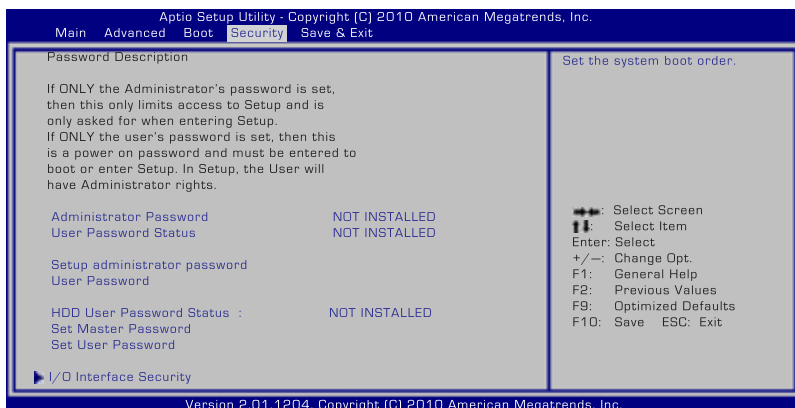 Aptio Setup Utility - Copyright (C) 2010 American Megatrends, Inc.
Main Advanced Boot Security Save & Exit
Password Description
If ONLY the Administrator's password is set,
then this only limits access to Setup and is
only asked for when entering Setup.
If ONLY the user's password is set, then this
is a power on password and must be entered to
boot or enter Setup. In Setup, the User will
have Administrator rights.
Administrator Password NOT INSTALLED
User Password Status NOT INSTALLED
Setup administrator password
User Password
HDD User Password Status : NOT INSTALLED
Set Master Password
Set User Password
I/O Interface Security
Set the system boot order.
→←: Select Screen
↑↓: Select Item
Enter: Select
+/—: Change Opt.
F1: General Help
F2: Previous Values
F9: Optimized Defaults
F10: Save ESC: Exit
Version 2.01.1204. Copyright (C) 2010 American Megatrends, Inc.